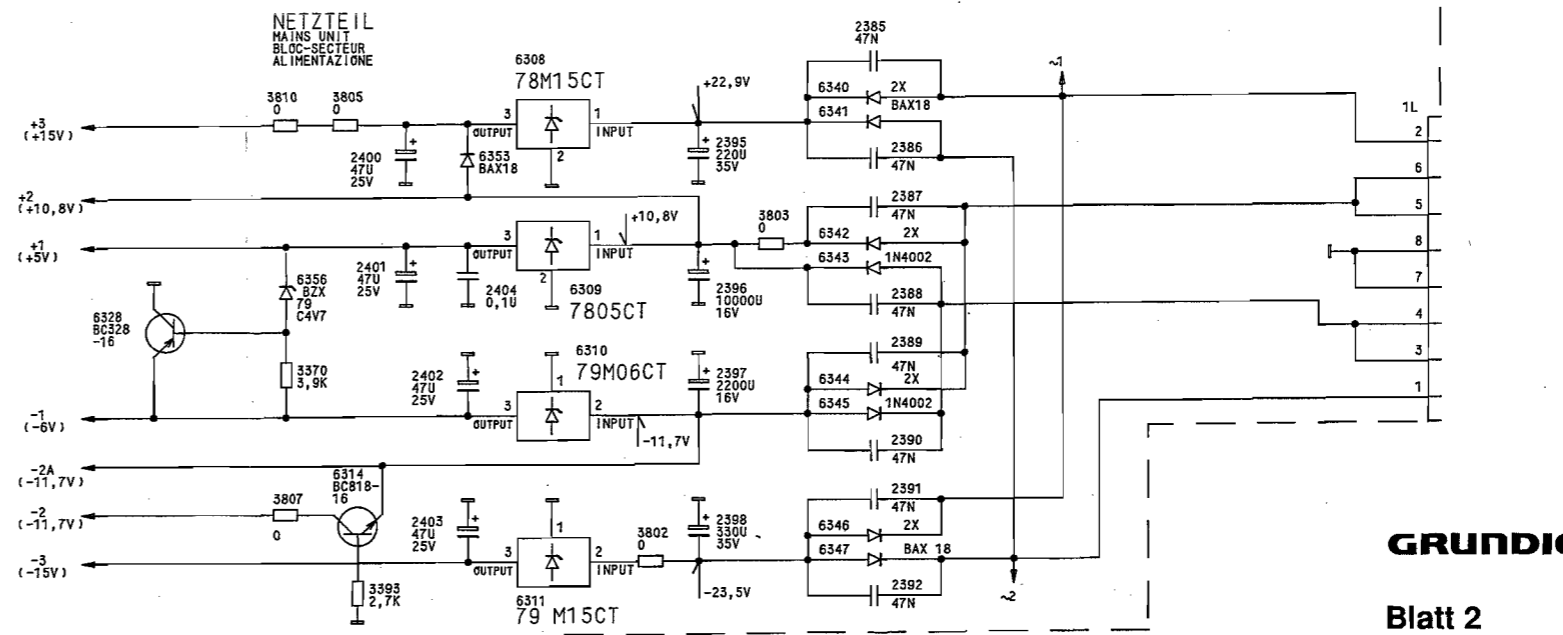 NETZTEIL
MAINS UNIT
BLOC-SECTEUR
ALIMENTAZIONE
2385
47N
~1
6308
78M15CT
+22,9V
6340
2X
BAX18
6341
3810
0
3805
0
1L
+3
(+15V)
3
OUTPUT
1
INPUT
2
2400
47U
25V
6353
BAX18
2
2395
220U
35V
2386
47N
6
+2
(+10,8V)
2387
47N
5
+10,8V
3803
0
6342
2X
+1
(+5V)
3
OUTPUT
1
INPUT
8
6343
1N4002
2401
47U
25V
2404
0,1U
2
6309
7805CT
2396
10000U
16V
7
6356
BZX
79
C4V7
2388
47N
6328
BC328
-16
4
2389
47N
3
6310
79M06CT
3370
3,9K
2402
47U
25V
1
2397
2200U
16V
6344
2X
6345
1N4002
1
-1
(-6V)
3
OUTPUT
2
INPUT
-11,7V
2390
47N
-2A
(-11,7V)
6314
BC818-
16
3807
0
-2
(-11,7V)
2391
47N
2403
47U
25V
1
2398
330U
35V
3802
0
6346
2X
6347
BAX 18
-3
(-15V)
3
OUTPUT
2
INPUT
3393
2,7K
-23,5V
2392
47N
~2
6311
79 M15CT
GRUNDIG
Blatt 2